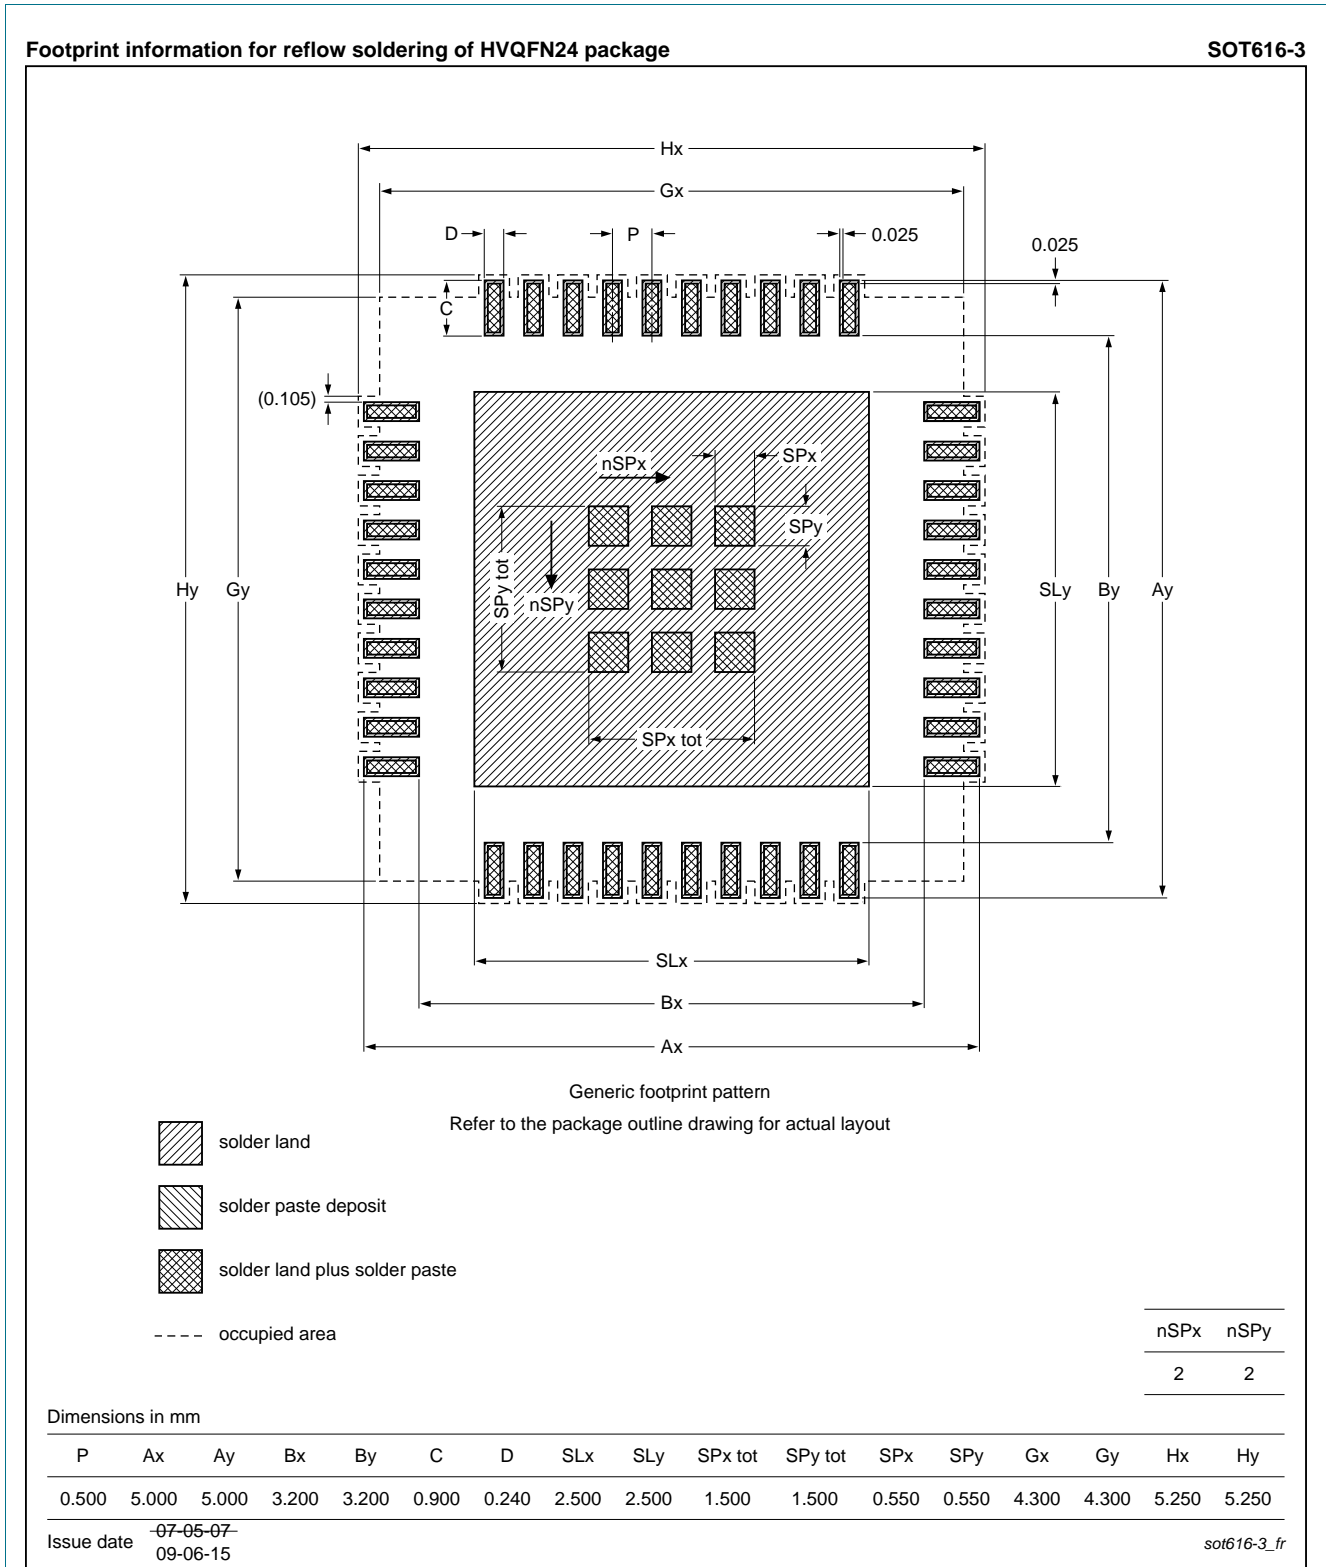 Footprint information for reflow soldering of HVQFN24 package SOT616-3
Hx
Gx
D P 0.025
0.025
C
(0.105)
nSPx SPx
SPy
SPy tot
nSPy
Hy Gy SLy By Ay
SPx tot
SLx
Bx
Ax
Generic footprint pattern
Refer to the package outline drawing for actual layout
solder land
solder paste deposit
solder land plus solder paste
occupied area
nSPx nSPy
2 2
Dimensions in mm
P Ax Ay Bx By C D SLx SLy SPx tot SPy tot SPx SPy Gx Gy Hx Hy
0.500 5.000 5.000 3.200 3.200 0.900 0.240 2.500 2.500 1.500 1.500 0.550 0.550 4.300 4.300 5.250 5.250
Issue date 07-05-07
09-06-15
sot616-3_fr